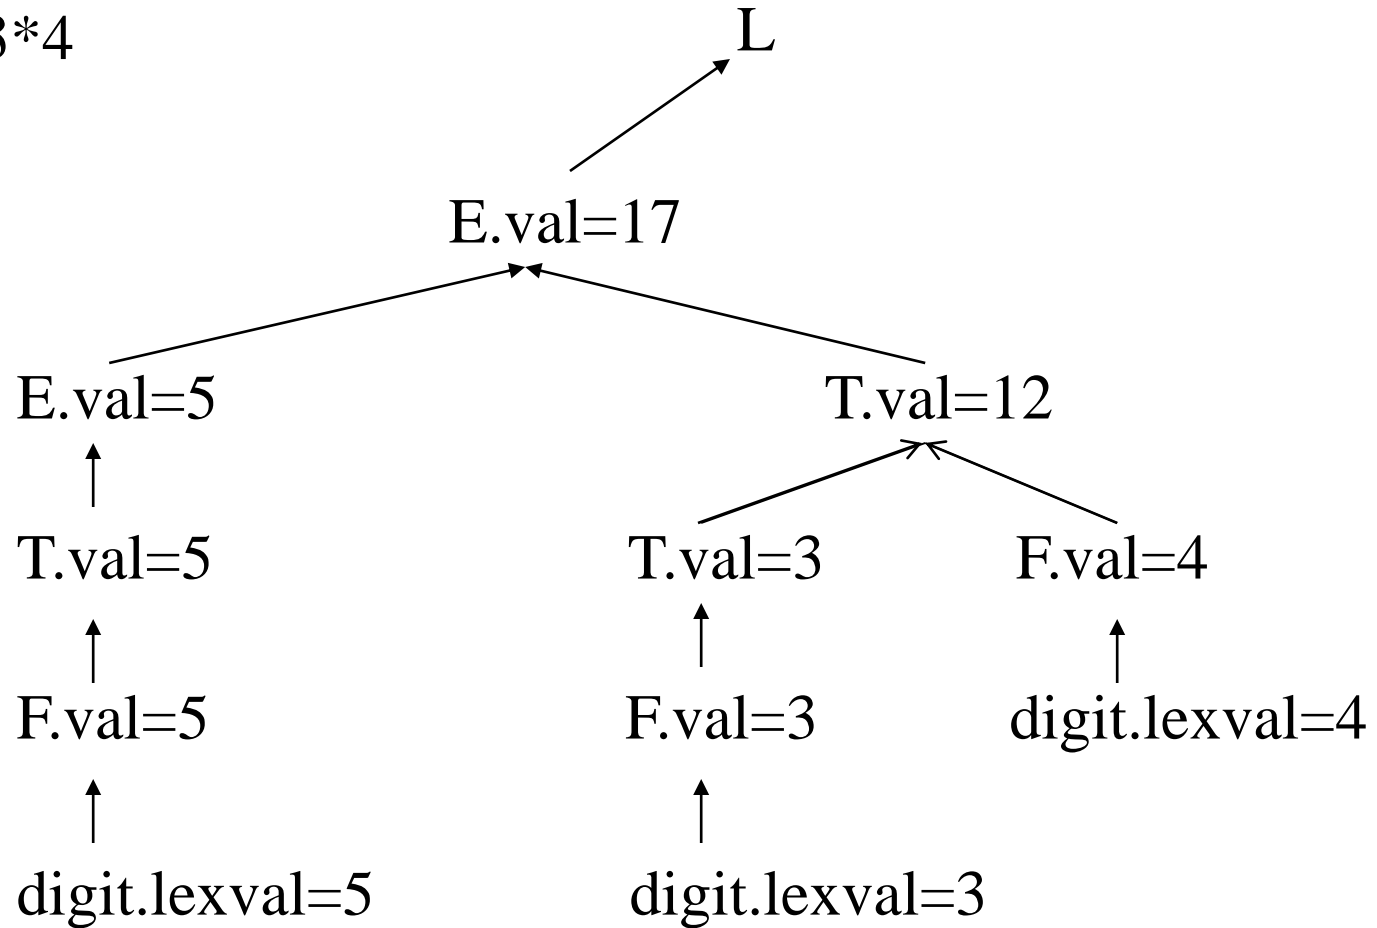 3*4
L
E.val=17
E.val=5 T.val=12
T.val=5 T.val=3 F.val=4
F.val=5 F.val=3 digit.lexval=4
digit.lexval=5 digit.lexval=3